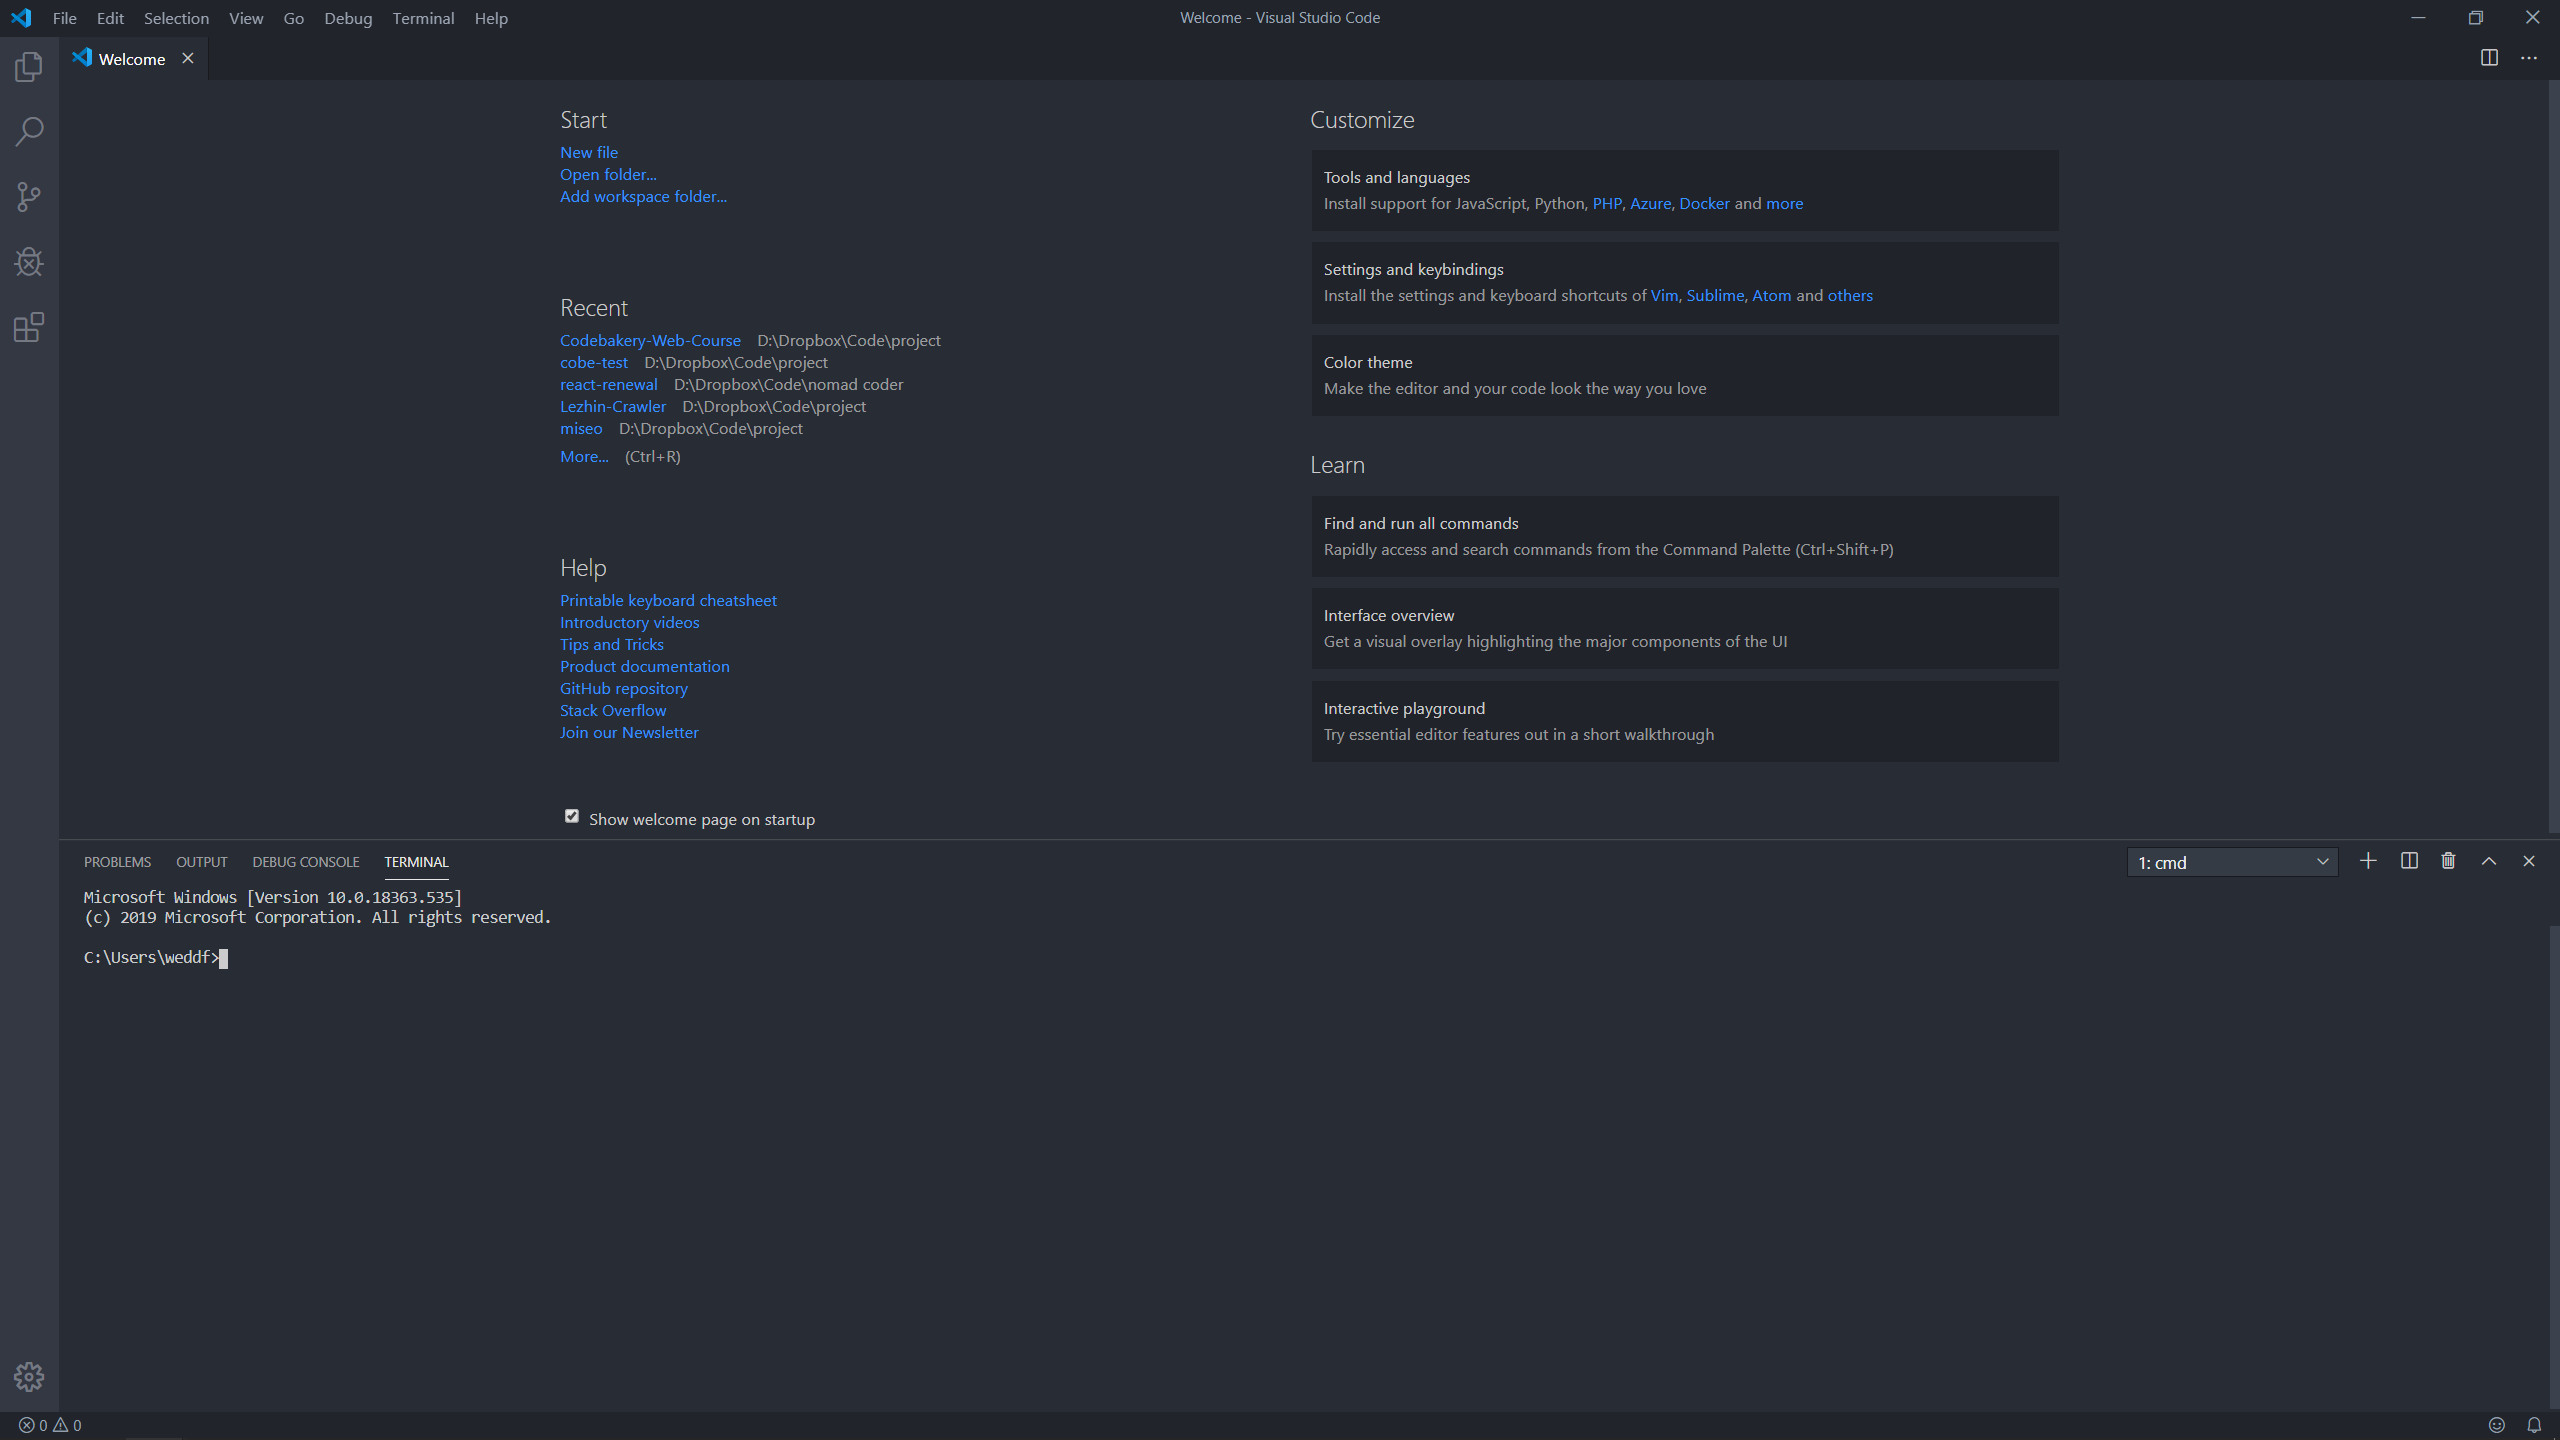 File Edit Selection View Go Debug Terminal Help
Welcome - Visual Studio Code
Welcome
Start
New file
Open folder...
Add workspace folder...
Recent
Codebakery-Web-Course D:\Dropbox\Code\project
cobe-test D:\Dropbox\Code\project
react-renewal D:\Dropbox\Code\nomad coder
Lezhin-Crawler D:\Dropbox\Code\project
miseo D:\Dropbox\Code\project
More... (Ctrl+R)
Help
Printable keyboard cheatsheet
Introductory videos
Tips and Tricks
Product documentation
GitHub repository
Stack Overflow
Join our Newsletter
Show welcome page on startup
Customize
Tools and languages
Install support for JavaScript, Python, PHP, Azure, Docker and more
Settings and keybindings
Install the settings and keyboard shortcuts of Vim, Sublime, Atom and others
Color theme
Make the editor and your code look the way you love
Learn
Find and run all commands
Rapidly access and search commands from the Command Palette (Ctrl+Shift+P)
Interface overview
Get a visual overlay highlighting the major components of the UI
Interactive playground
Try essential editor features out in a short walkthrough
PROBLEMS OUTPUT DEBUG CONSOLE TERMINAL
1: cmd
Microsoft Windows [Version 10.0.18363.535]
(c) 2019 Microsoft Corporation. All rights reserved.
C:\Users\weddf>
0 0